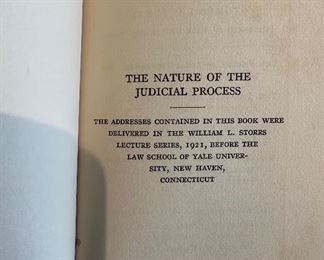 THE NATURE OF THE
JUDICIAL PROCESS
THE ADDRESSES CONTAINED IN THIS BOOK WERE
DELIVERED IN THE WILLIAM L. STORRS
LECTURE SERIES, 1921, BEFORE THE
LAW SCHOOL OF YALE UNIVER-
SITY, NEW HAVEN,
CONNECTICUT